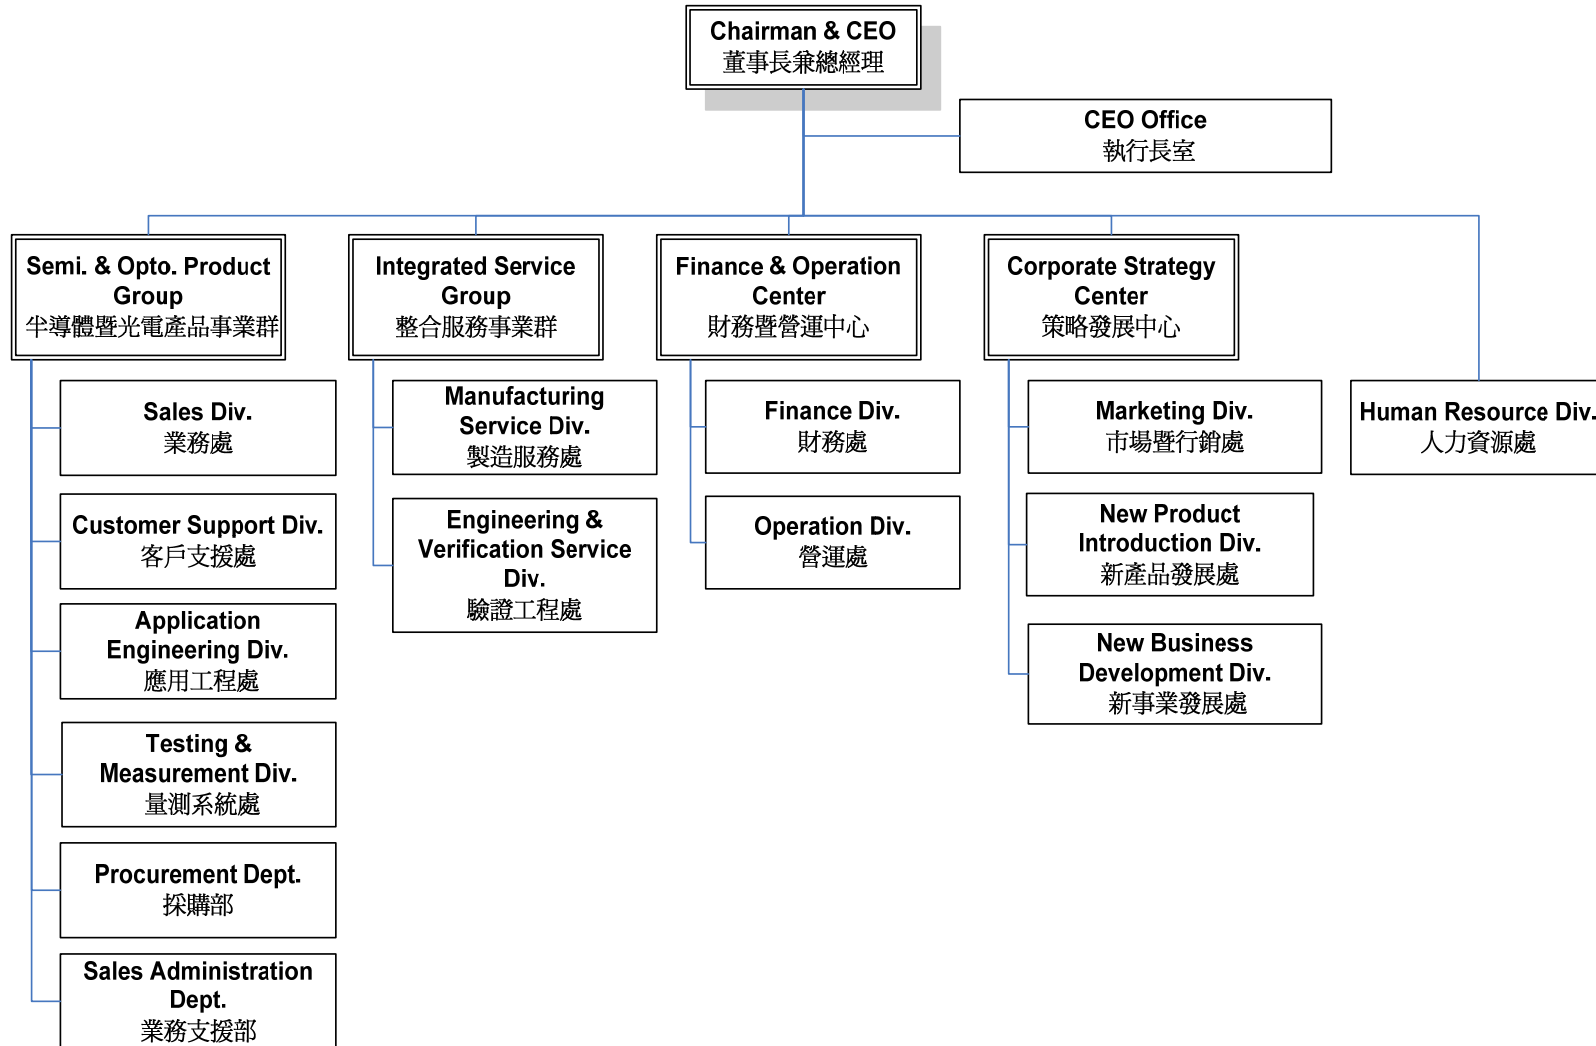 Chairman & CEO
董事長兼總經理
CEO Office
執行長室
Semi. & Opto. Product
Group
半導體暨光電產品事業群
Integrated Service
Group
整合服務事業群
Finance & Operation
Center
財務暨營運中心
Corporate Strategy
Center
策略發展中心
Sales Div.
業務處
Customer Support Div.
客戶支援處
Application
Engineering Div.
應用工程處
Testing &
Measurement Div.
量測系統處
Procurement Dept.
採購部
Sales Administration
Dept.
業務支援部
Manufacturing
Service Div.
製造服務處
Engineering &
Verification Service
Div.
驗證工程處
Finance Div.
財務處
Operation Div.
營運處
Marketing Div.
市場暨行銷處
New Product
Introduction Div.
新產品發展處
New Business
Development Div.
新事業發展處
Human Resource Div.
人力資源處